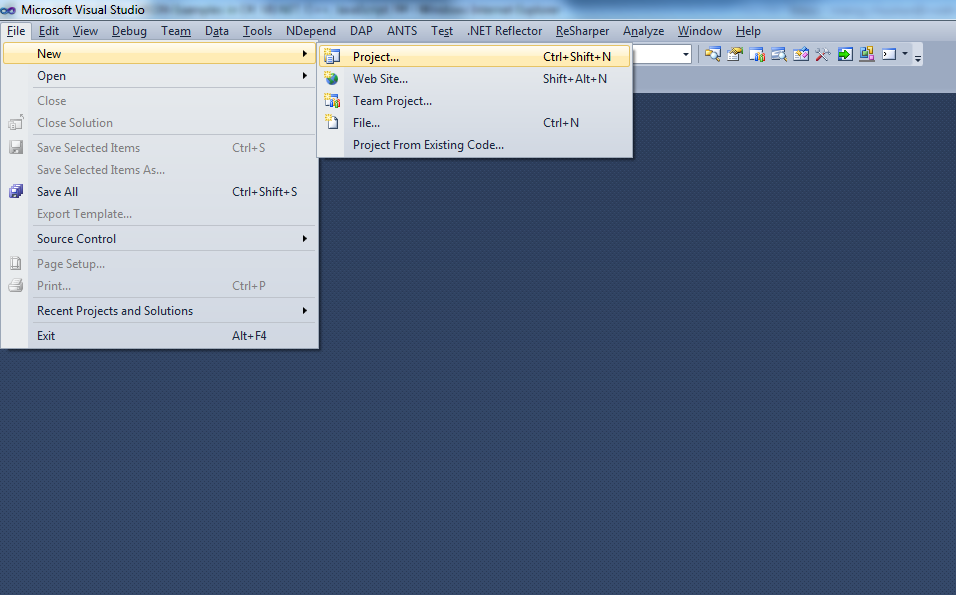 Microsoft Visual Studio
File Edit View Debug Team Data Tools NDepend DAP ANTS Test .NET Reflector ReSharper Analyze Window Help
New
Project... Ctrl+Shift+N
Open
Web Site... Shift+Alt+N
Close
Team Project...
Close Solution
File... Ctrl+N
Project From Existing Code...
Save Selected Items Ctrl+S
Save Selected Items As...
Save All Ctrl+Shift+S
Export Template...
Source Control
Page Setup...
Print... Ctrl+P
Recent Projects and Solutions
Exit Alt+F4